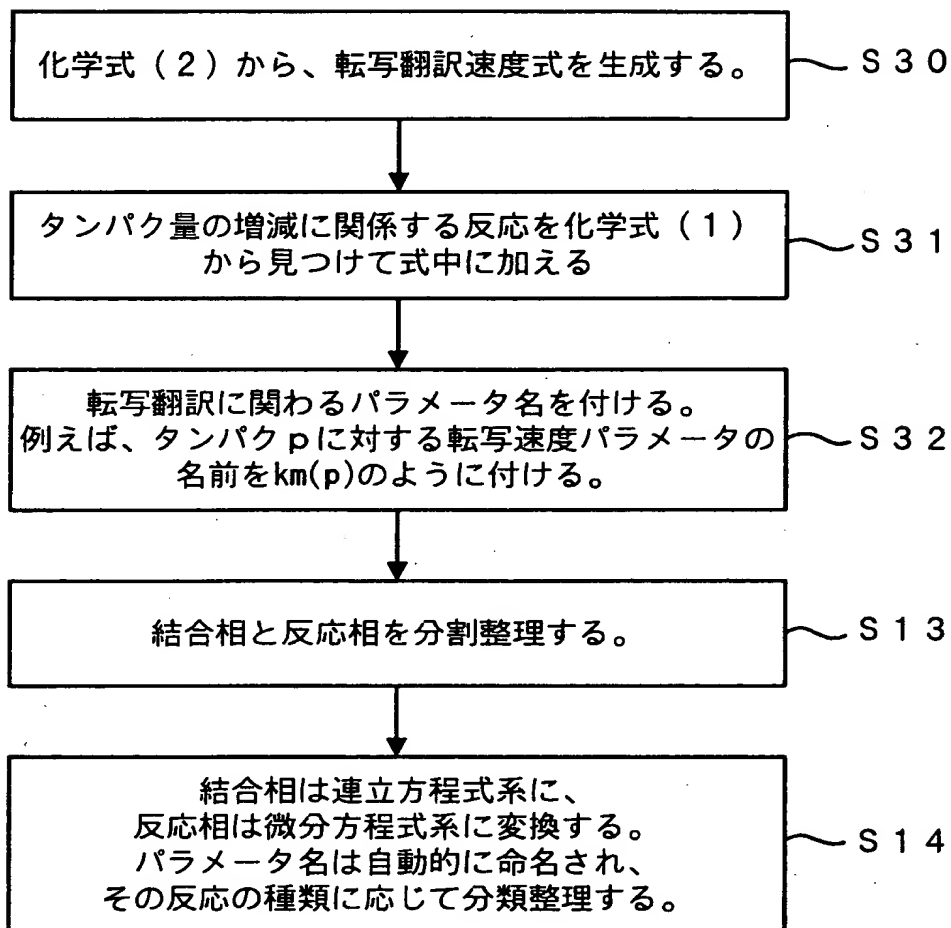 化学式（2）から、転写翻訳速度式を生成する。
S30
タンパク量の増減に関係する反応を化学式（1）
から見つけて式中に加える
S31
転写翻訳に関わるパラメータ名を付ける。
例えば、タンパクpに対する転写速度パラメータの
名前をkm(p)のように付ける。
S32
結合相と反応相を分割整理する。
S13
結合相は連立方程式系に、
反応相は微分方程式系に変換する。
パラメータ名は自動的に命名され、
その反応の種類に応じて分類整理する。
S14